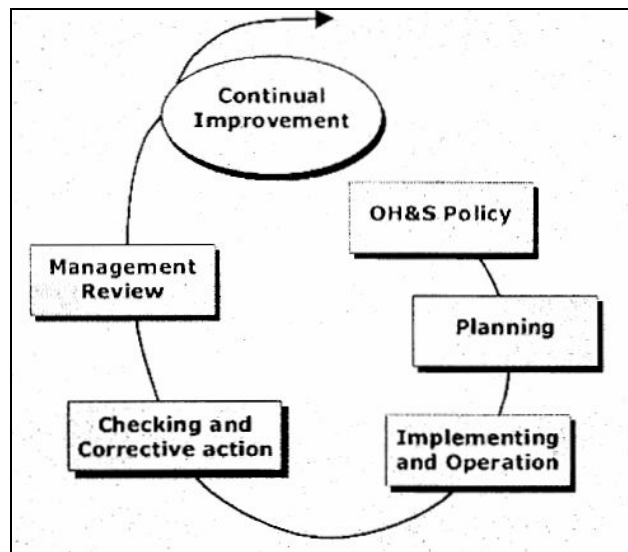 Continual
Improvement
OH&S Policy
Management
Review
Planning
Checking and
Corrective action
Implementing
and Operation